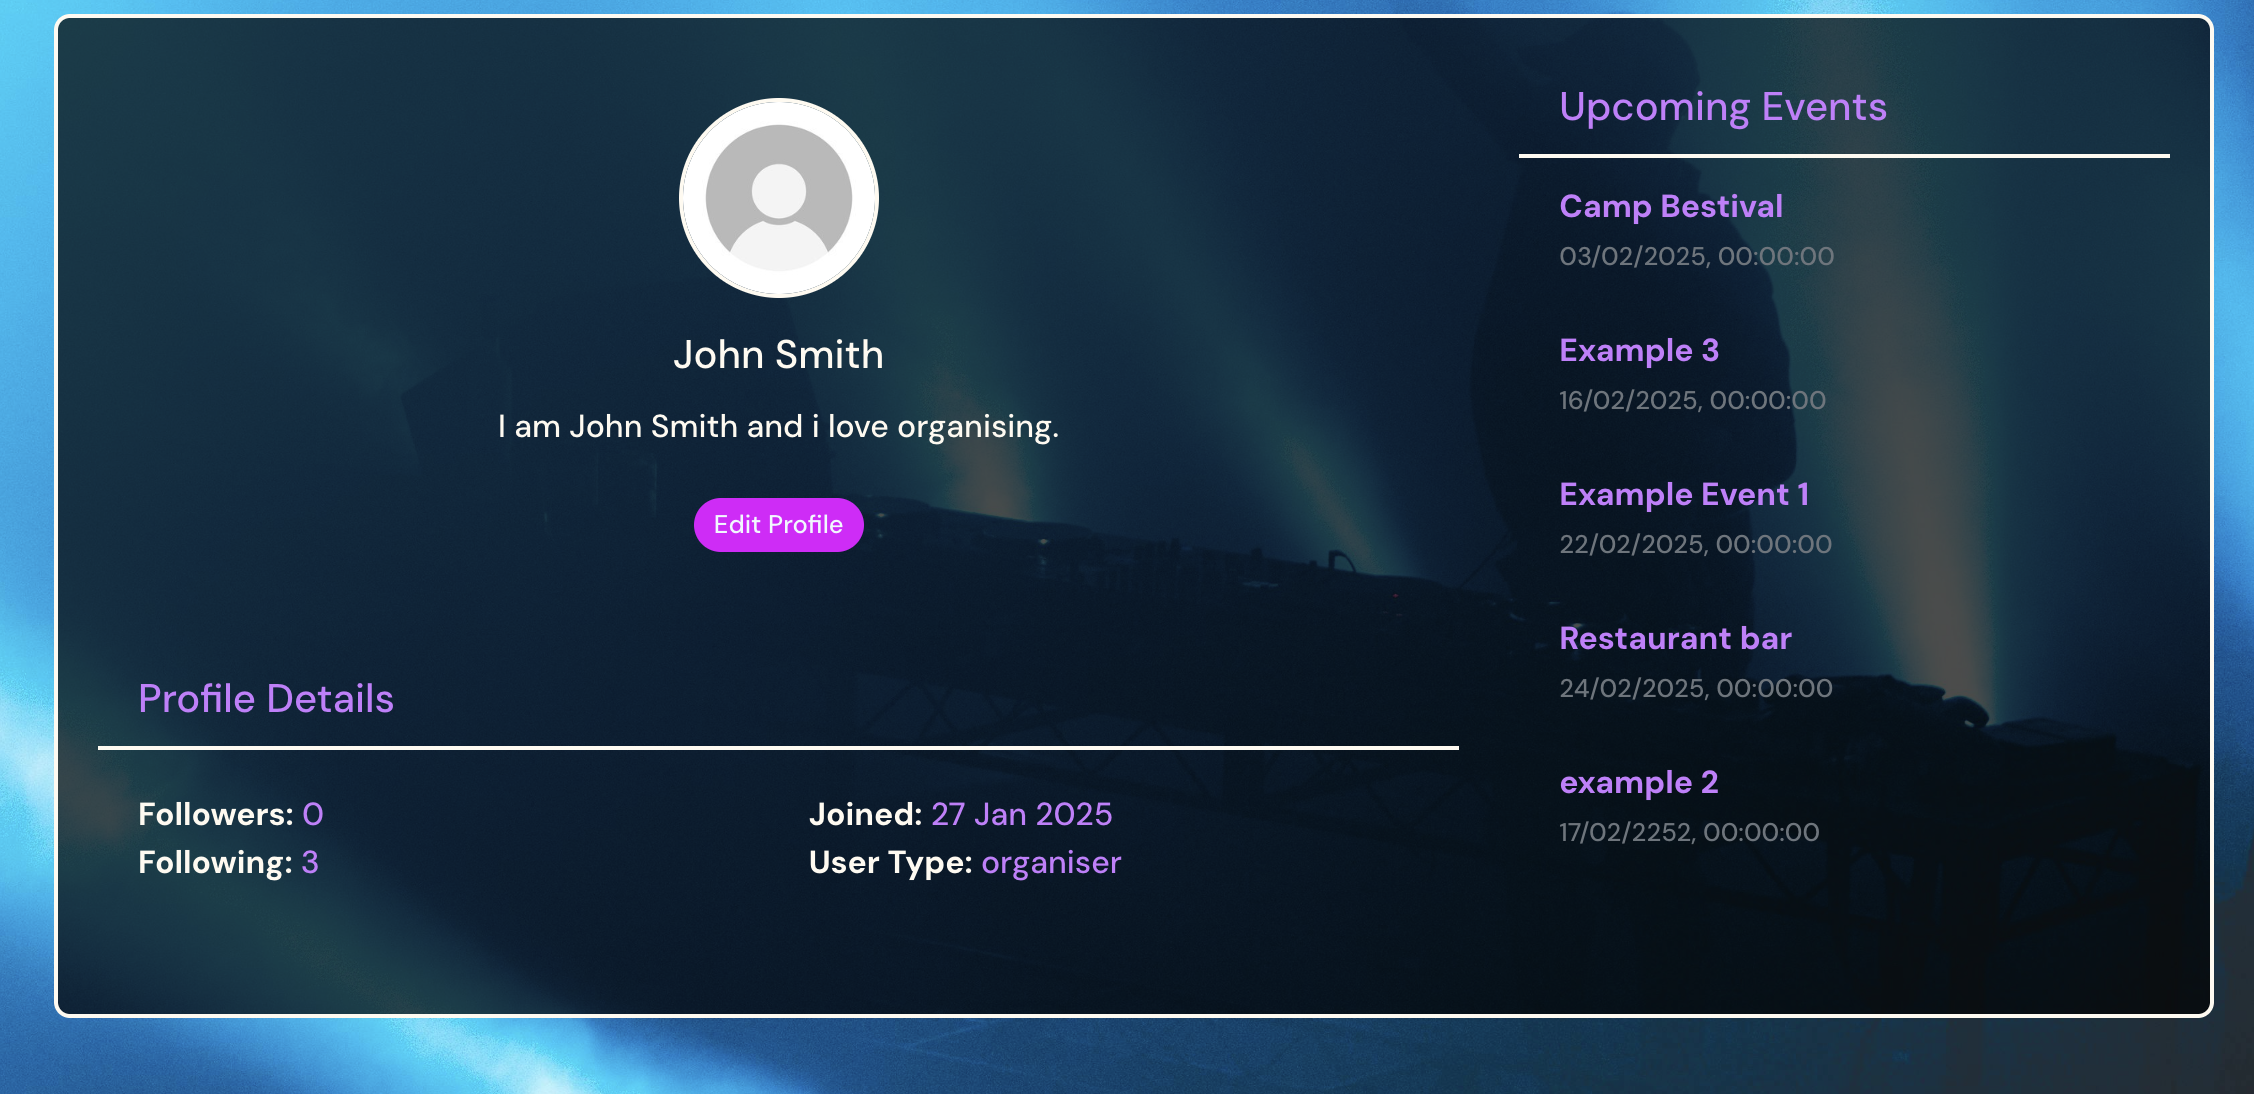 John Smith
I am John Smith and i love organising.
Edit Profile
Profile Details
Followers: 0
Following: 3
Joined: 27 Jan 2025
User Type: organiser
Upcoming Events
Camp Bestival
03/02/2025, 00:00:00
Example 3
16/02/2025, 00:00:00
Example Event 1
22/02/2025, 00:00:00
Restaurant bar
24/02/2025, 00:00:00
example 2
17/02/2252, 00:00:00